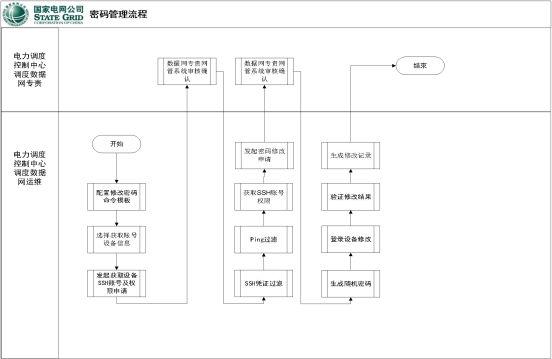 国家电网公司
STATE GRID
CORPORATION OF CHINA
密码管理流程
电力调度
控制中心
调度数据
网专责
数据网专责网
管系统审核确
认
数据网专责网
管系统审核确
认
结束
电力调度
控制中心
调度数据
网运维
开始
配置修改密码
命令模板
选择获取账号
设备信息
发起获取设备
SSH账号及权
限申请
发起密码修改
申请
获取SSH账号
权限
Ping过滤
SSH凭证过滤
生成修改记录
验证修改结果
登录设备修改
生成随机密码